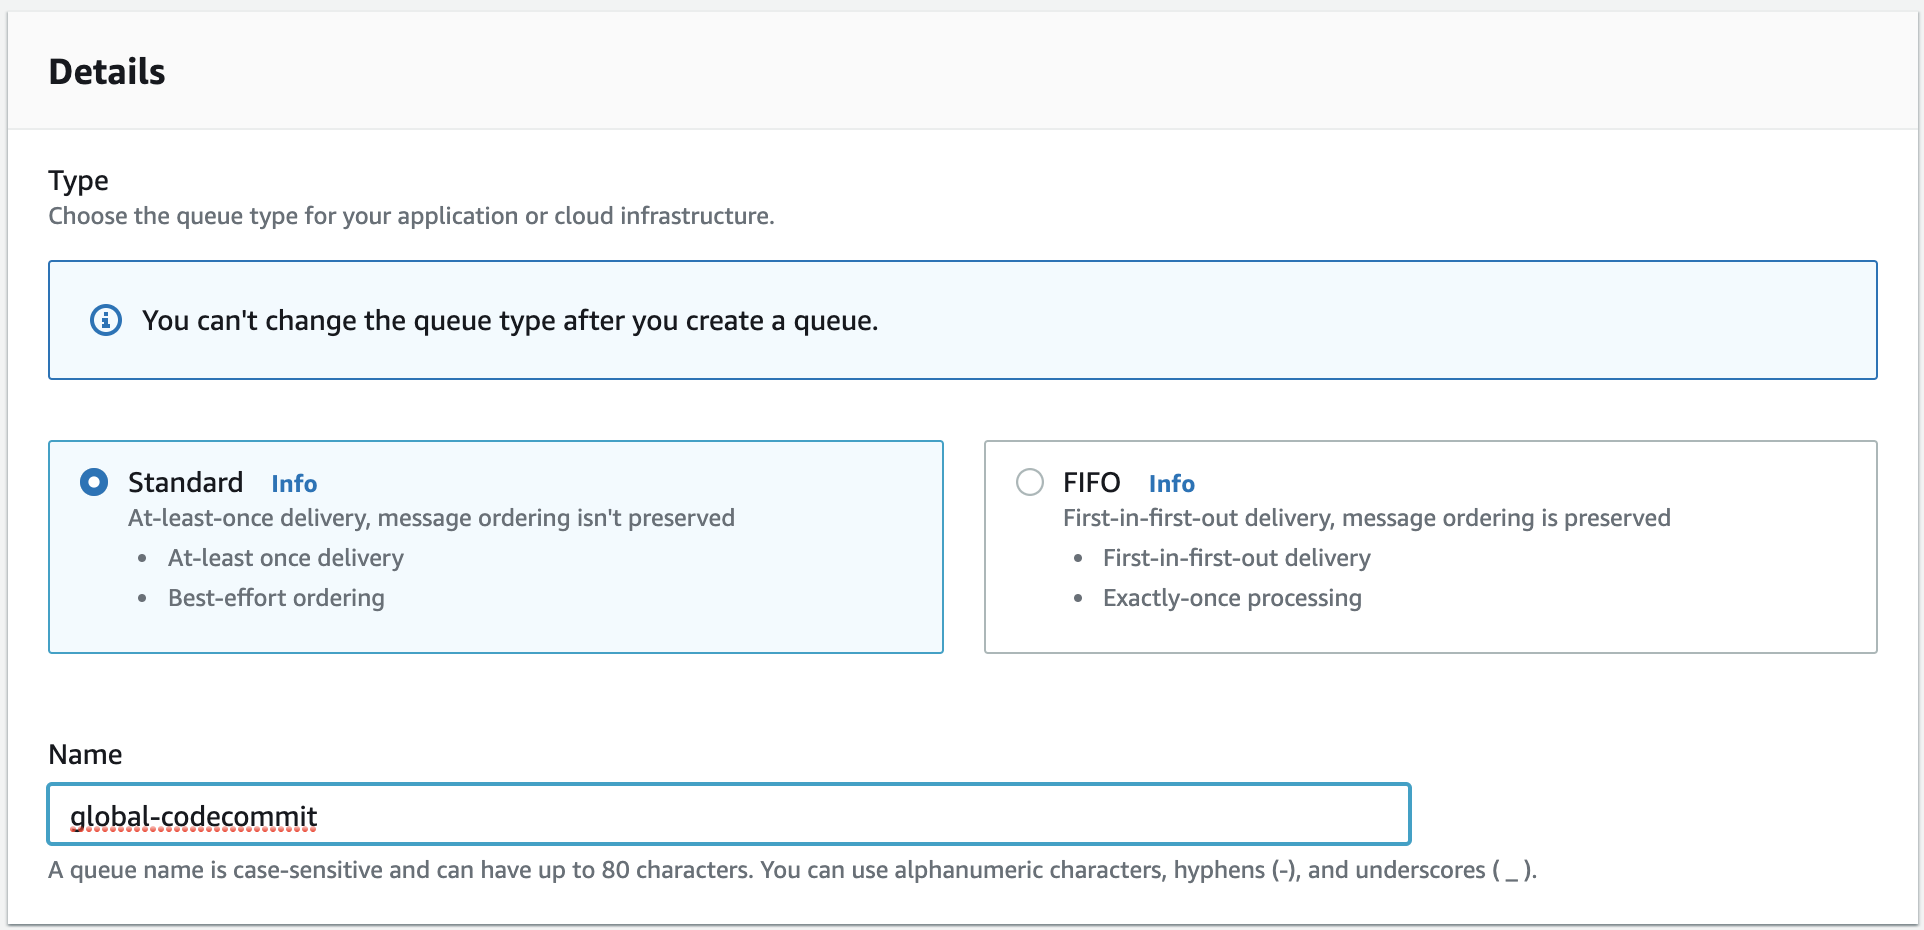 Details
Type
Choose the queue type for your application or cloud infrastructure.
You can't change the queue type after you create a queue.
Standard Info
At-least-once delivery, message ordering isn't preserved
• At-least once delivery
• Best-effort ordering
FIFO Info
First-in-first-out delivery, message ordering is preserved
• First-in-first-out delivery
• Exactly-once processing
Name
global-codecommit
A queue name is case-sensitive and can have up to 80 characters. You can use alphanumeric characters, hyphens (-), and underscores ( _ ).